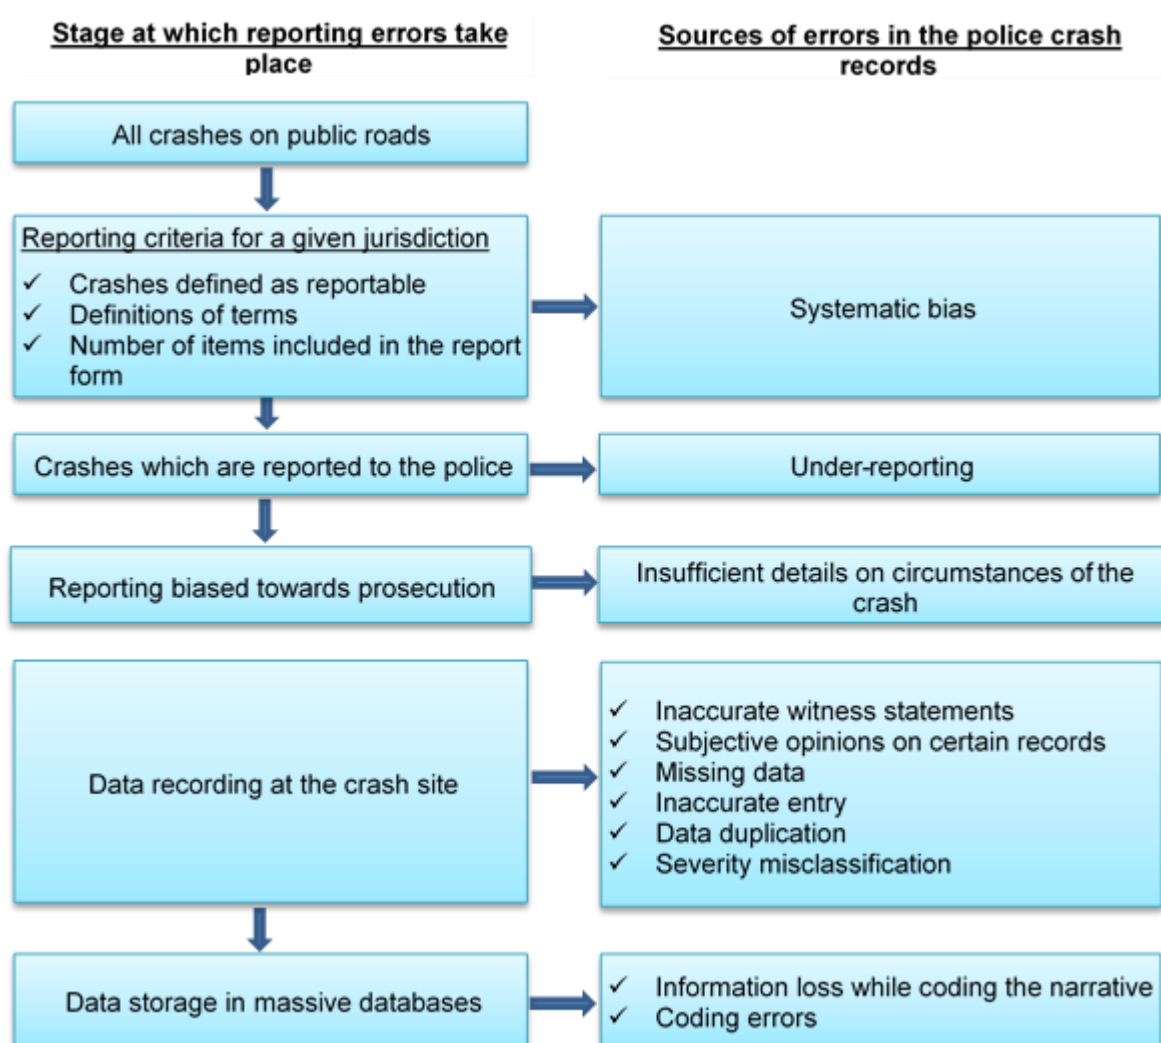 Stage at which reporting errors take
place
Sources of errors in the police crash
records
All crashes on public roads
Reporting criteria for a given jurisdiction
✓ Crashes defined as reportable
✓ Definitions of terms
✓ Number of items included in the report
form
Systematic bias
Crashes which are reported to the police
Under-reporting
Reporting biased towards prosecution
Insufficient details on circumstances of the
crash
Data recording at the crash site
✓ Inaccurate witness statements
✓ Subjective opinions on certain records
✓ Missing data
✓ Inaccurate entry
✓ Data duplication
✓ Severity misclassification
Data storage in massive databases
✓ Information loss while coding the narrative
✓ Coding errors